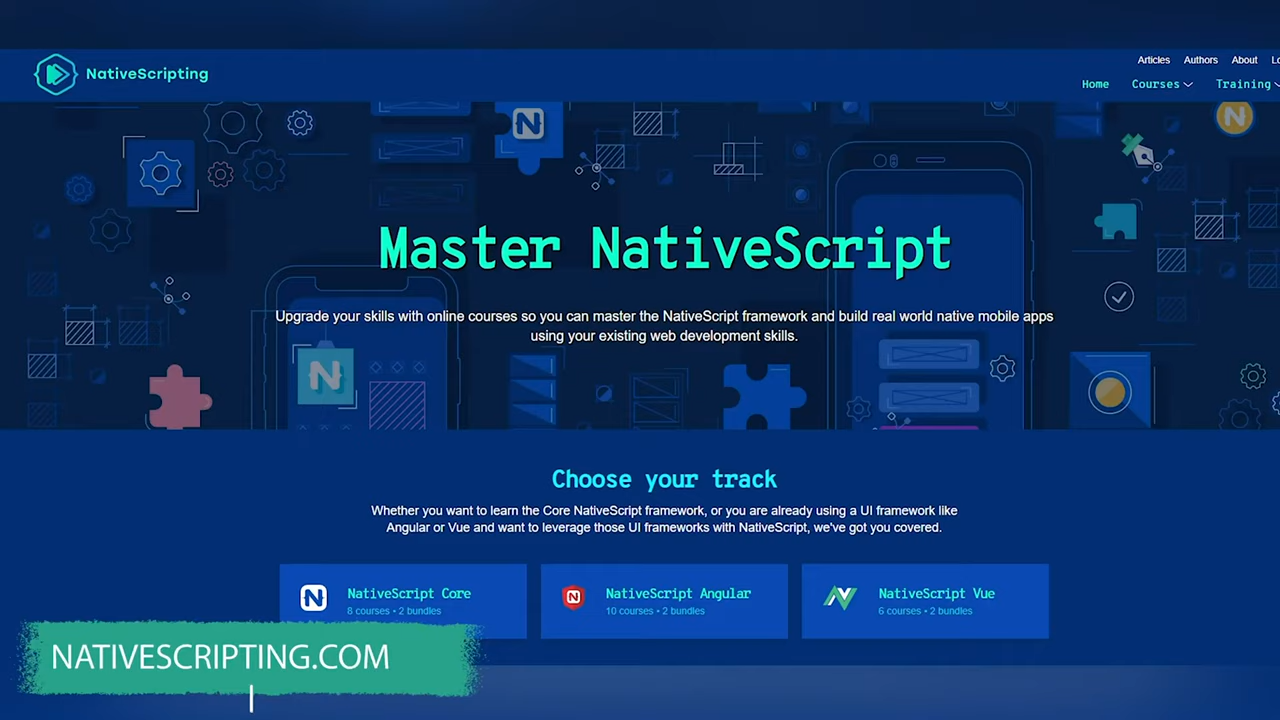 NativeScripting
Articles Authors About
Home Courses Training
Master NativeScript
Upgrade your skills with online courses so you can master the NativeScript framework and build real world native mobile apps
using your existing web development skills.
Choose your track
Whether you want to learn the Core NativeScript framework, or you are already using a UI framework like
Angular or Vue and want to leverage those UI frameworks with NativeScript, we've got you covered.
NativeScript Core
8 courses • 2 bundles
NativeScript Angular
10 courses • 2 bundles
NativeScript Vue
6 courses • 2 bundles
NATIVESCRIPTING.COM